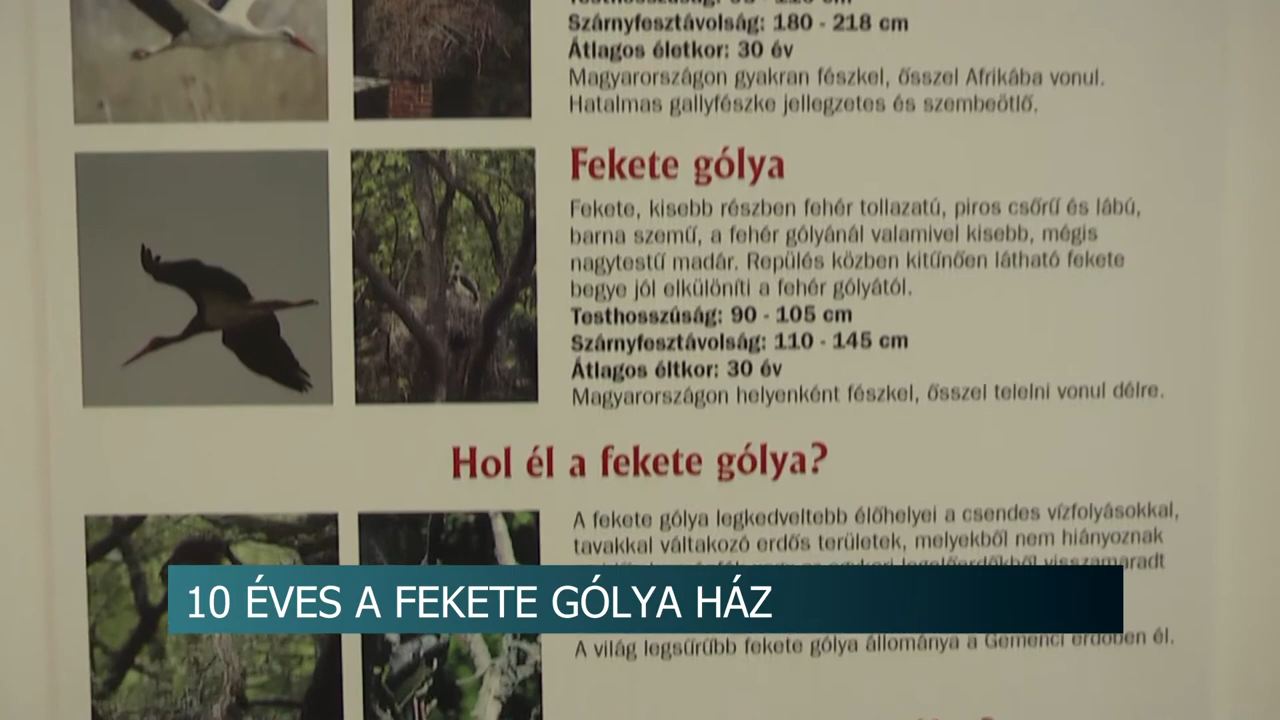 Szárnyfesztávolság: 180 - 218 cm
Átlagos életkor: 30 év
Magyarországon gyakran fészkel, ősszel Afrikába vonul.
Hatalmas gallyfészke jellegzetes és szembeötlő.
Fekete gólya
Fekete, kisebb részben fehér tollazatú, piros csőrű és lábú,
barna szemű, a fehér gólyánál valamivel kisebb, mégis
nagytestű madár. Repülés közben kitűnően látható fekete
begye jól elkülöníti a fehér gólyától.
Testhosszúság: 90 - 105 cm
Szárnyfesztávolság: 110 - 145 cm
Átlagos éltkor: 30 év
Magyarországon helyenként fészkel, ősszel telelni vonul délre.
Hol él a fekete gólya?
A fekete gólya legkedveltebb élőhelyei a csendes vízfolyásokkal,
tavakkal váltakozó erdős területek, melyekből nem hiányoznak
visszamaradt
10 ÉVES A FEKETE GÓLYA HÁZ
A világ legsűrűbb fekete gólya állománya a Gemenci erdőben él.